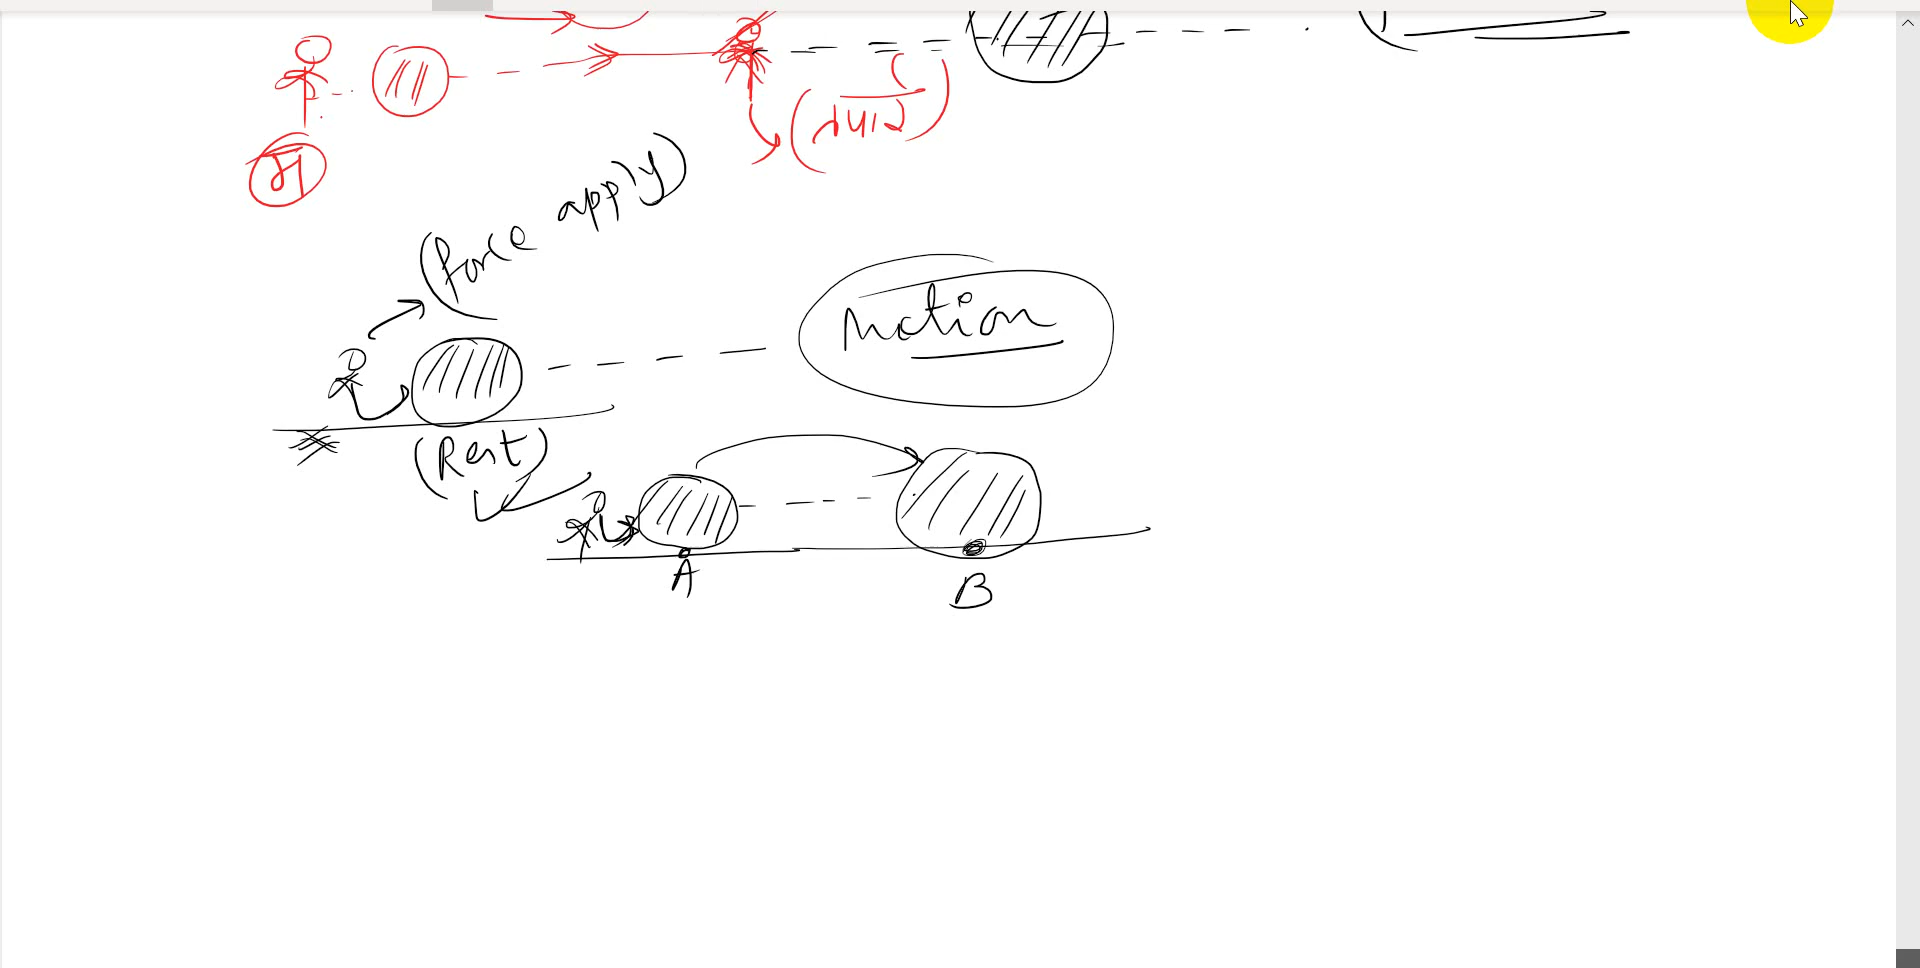 (force apply)
Motion
(Rest)
A
B